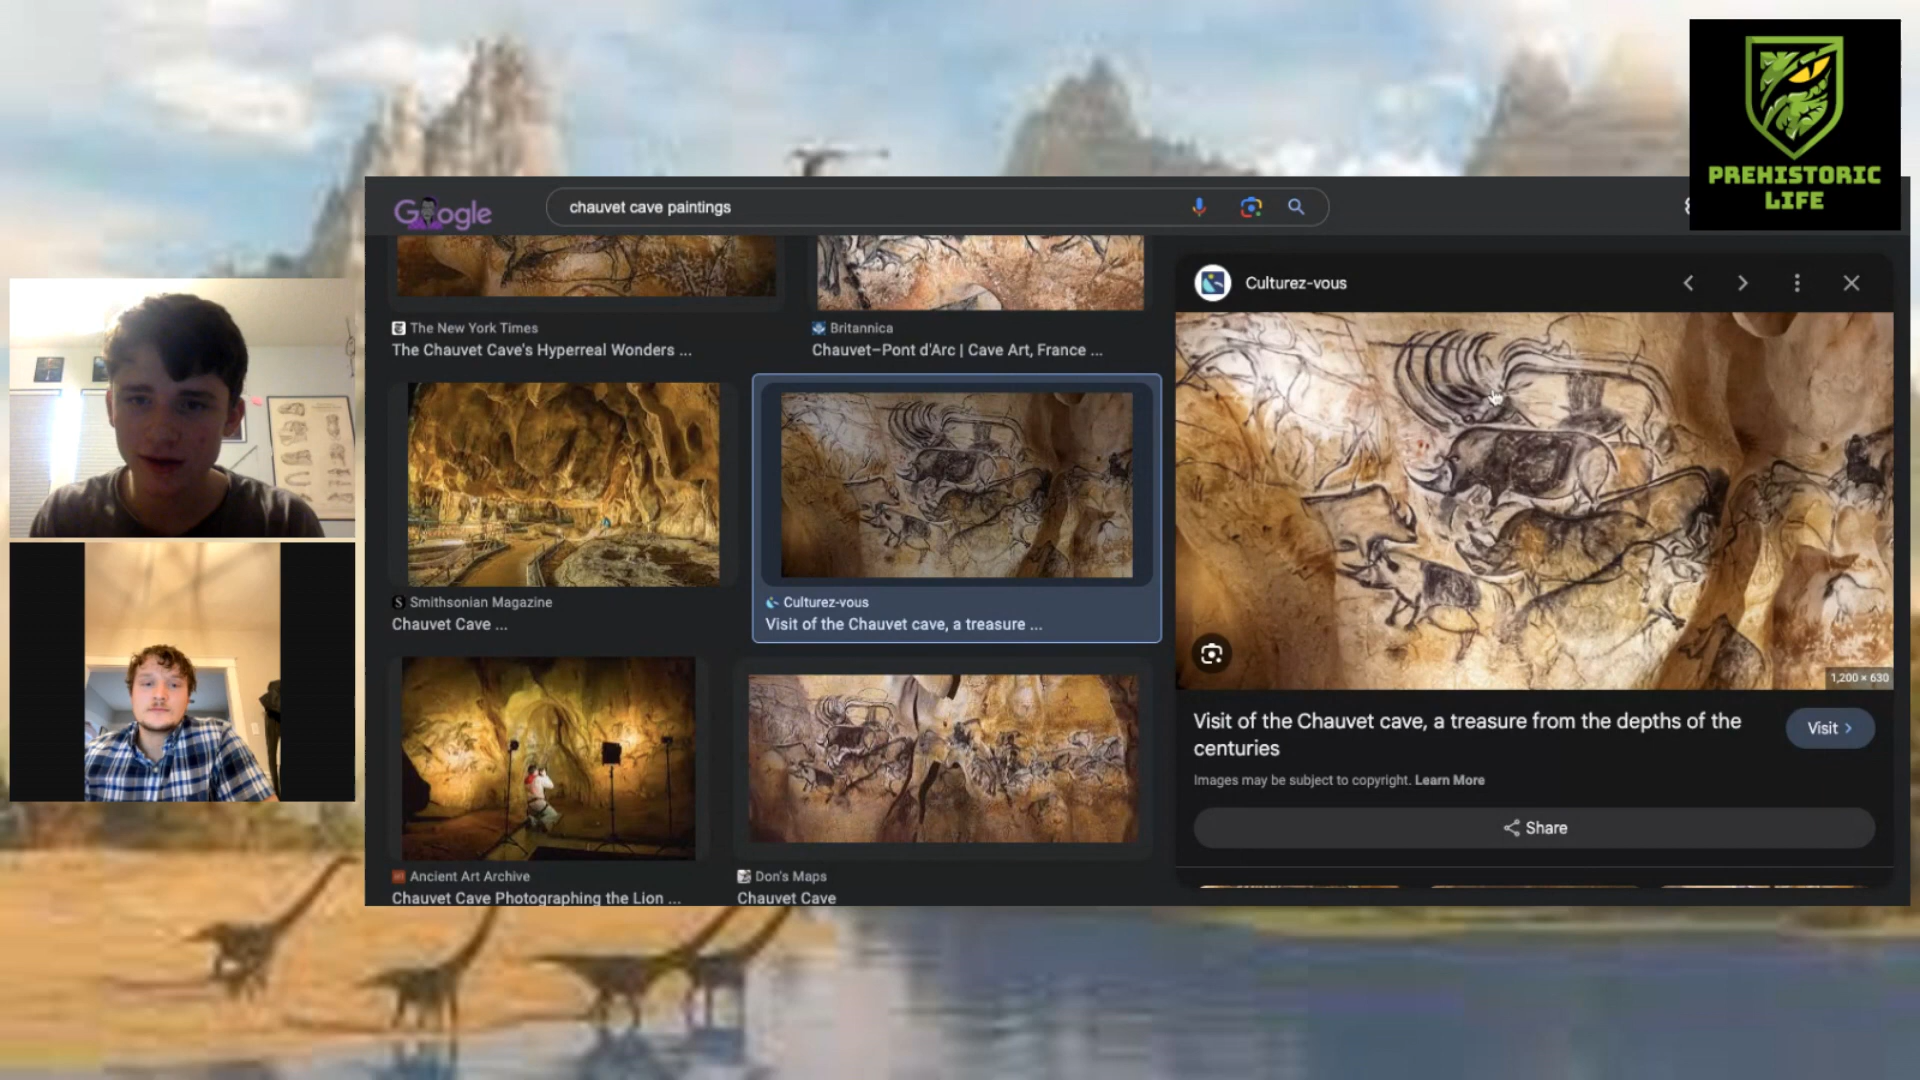 PREHISTORIC
LIFE
Google
chauvet cave paintings
Culturez-vous
The New York Times
The Chauvet Cave's Hyperreal Wonders ...
Britannica
Chauvet–Pont d'Arc | Cave Art, France ...
Smithsonian Magazine
Chauvet Cave ...
Culturez-vous
Visit of the Chauvet cave, a treasure ...
1,200 × 630
Visit of the Chauvet cave, a treasure from the depths of the
centuries
Visit
Images may be subject to copyright. Learn More
Share
Ancient Art Archive
Chauvet Cave Photographing the Lion ...
Don's Maps
Chauvet Cave